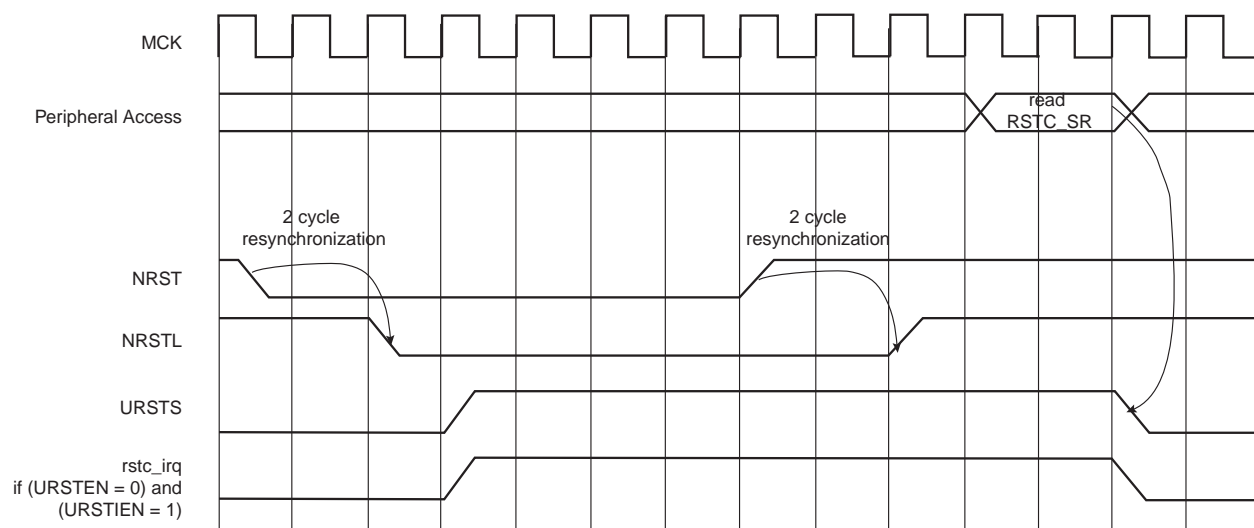 MCK
Peripheral Access
read
RSTC_SR
2 cycle
resynchronization
2 cycle
resynchronization
NRST
NRSTL
URSTS
rstc_irq
if (URSTEN = 0) and
(URSTIEN = 1)